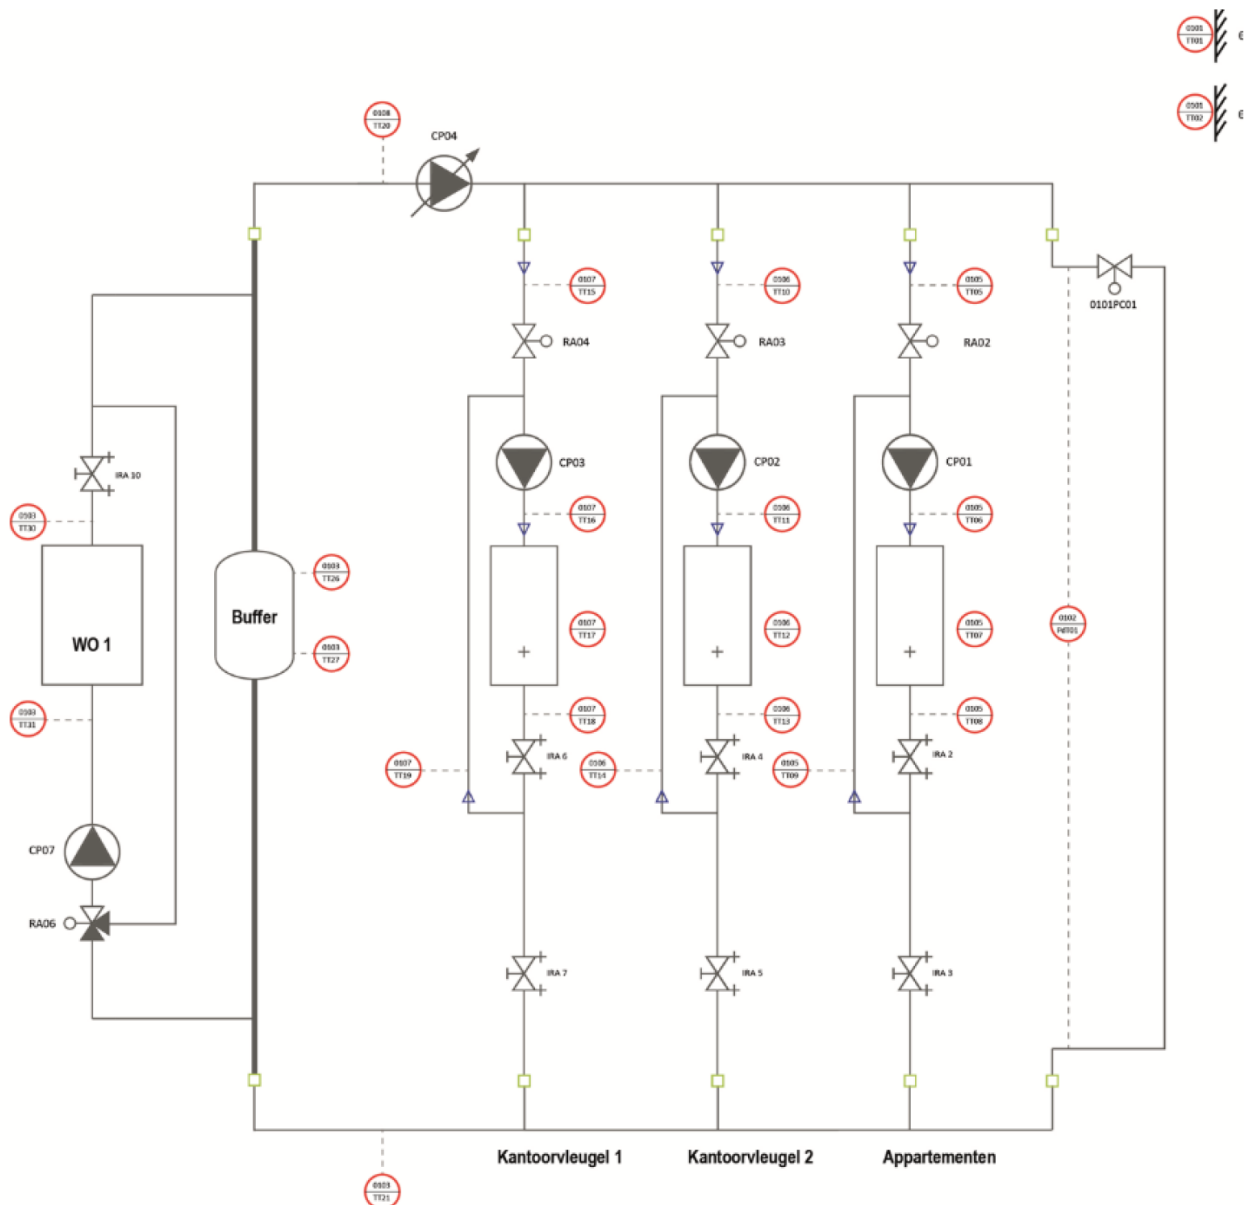 0101
TT01
0101
TT02
0108
TT20
CP04
0107
TT15
0106
TT10
0105
TT05
0101PC01
RA04
RA03
RA02
CP03
CP02
CP01
IRA 10
0103
TT30
0107
TT16
0106
TT11
0105
TT06
0103
TT26
Buffer
WO 1
0107
TT17
0106
TT12
0105
TT07
0102
PdT01
0103
TT27
0103
TT31
0107
TT18
0106
TT13
0105
TT08
IRA 6
IRA 4
IRA 2
0107
TT19
0106
TT14
0105
TT09
CP07
RA06
IRA 7
IRA 5
IRA 3
Kantoorvleugel 1
Kantoorvleugel 2
Appartementen
0103
TT21